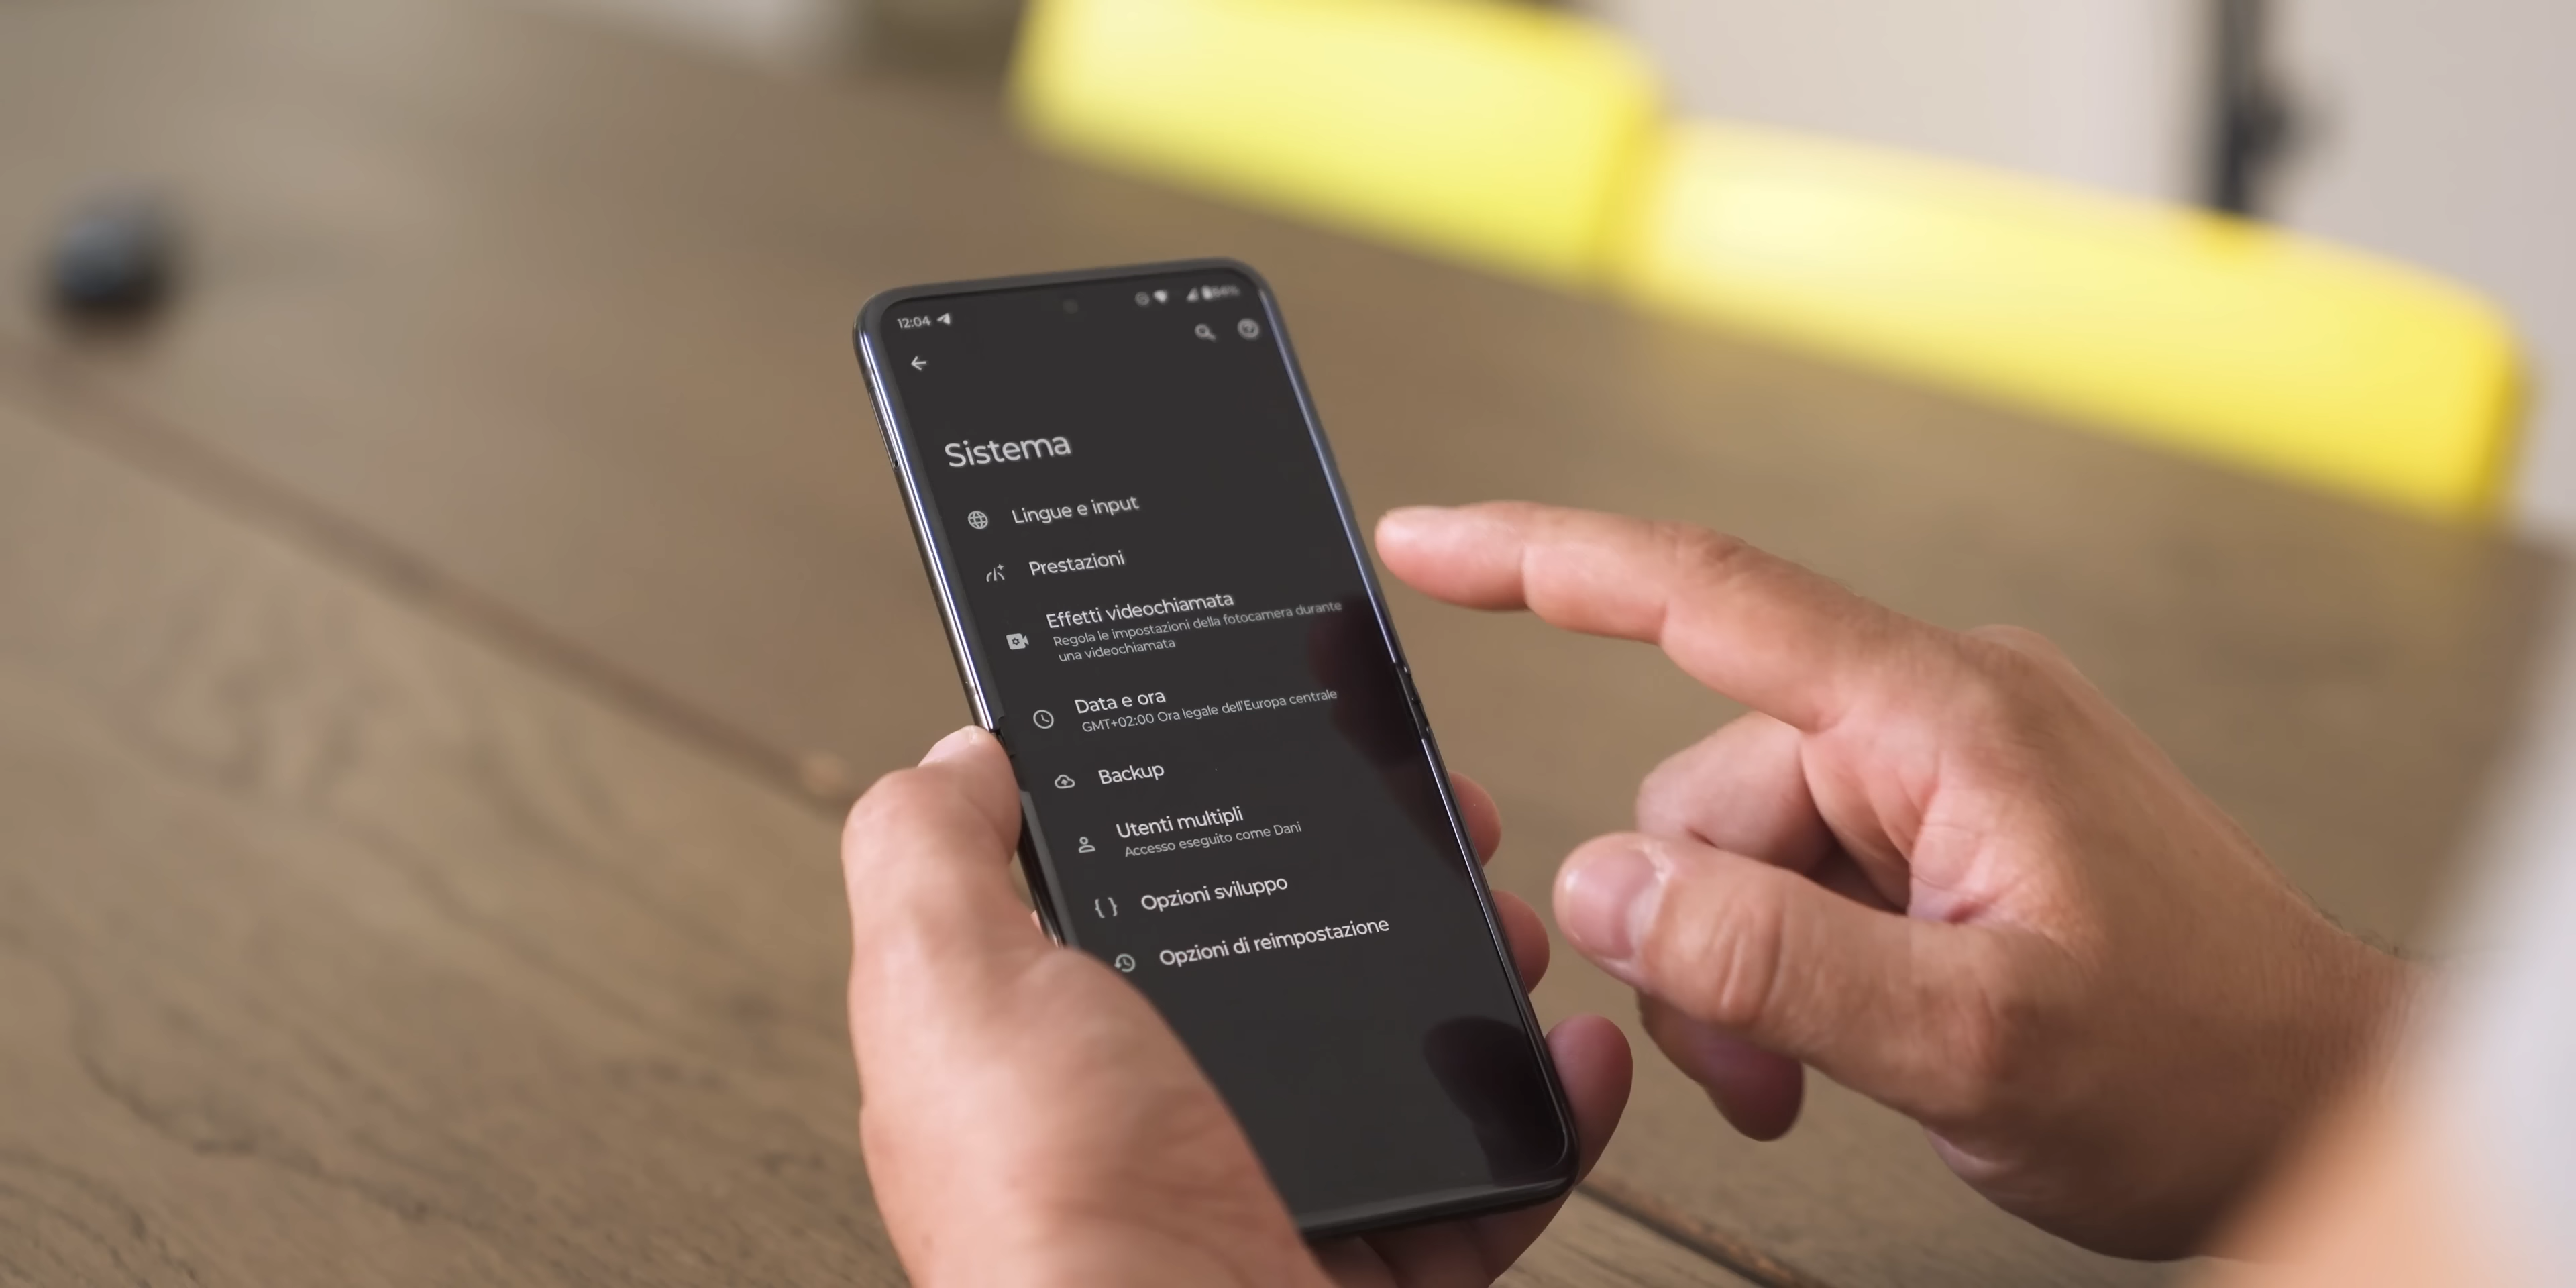 12:04
Sistema
Lingue e input
Prestazioni
Effetti videochiamata
Regola le impostazioni della fotocamera durante
una videochiamata
Data e ora
GMT+02:00 Ora legale dell'Europa centrale
Backup
Utenti multipli
Accesso eseguito come Dani
Opzioni sviluppo
Opzioni di reimpostazione